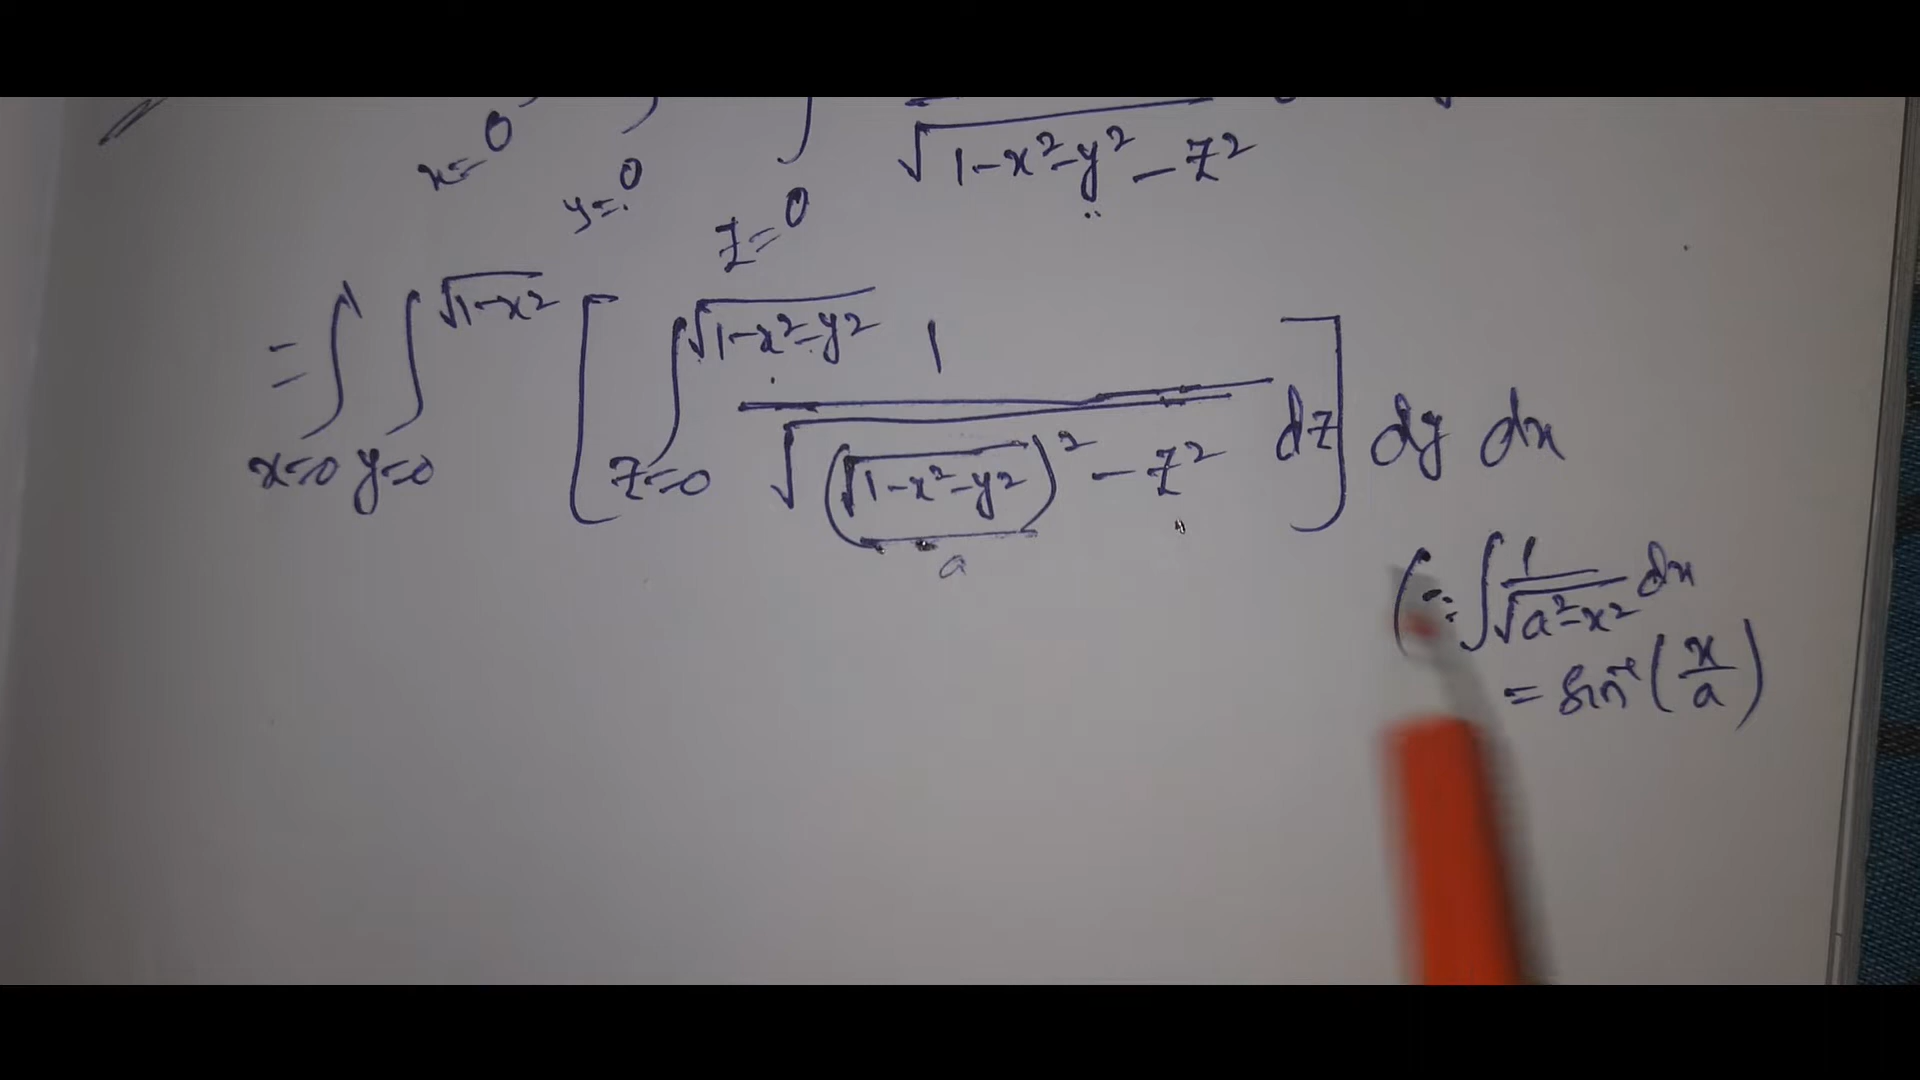 x=0 y=0 z=0 √(1-x²-y²-z²)
= ∫_{x=0}^{1} ∫_{y=0}^{√(1-x²)} [ ∫_{z=0}^{√(1-x²-y²)} 1/√((√(1-x²-y²))²-z²) dz ] dy dx
a
(∵ ∫ 1/√(a²-x²) dx
= sin⁻¹(x/a))